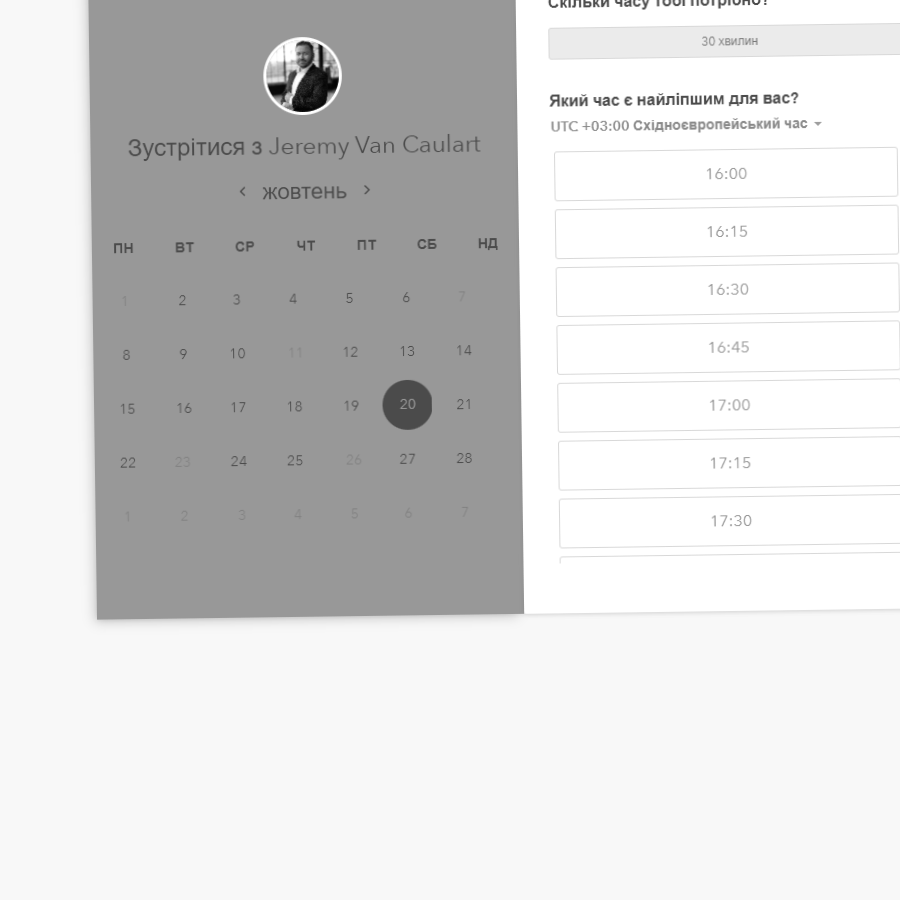 Зустрітися з Jeremy Van Caulart
‹ жовтень ›
ПН ВТ СР ЧТ ПТ СБ НД
1 2 3 4 5 6 7
8 9 10 11 12 13 14
15 16 17 18 19 20 21
22 23 24 25 26 27 28
1 2 3 4 5 6 7
Скільки часу тобі потрібно?
30 хвилин
Який час є найліпшим для вас?
UTC +03:00 Східноєвропейський час
16:00
16:15
16:30
16:45
17:00
17:15
17:30